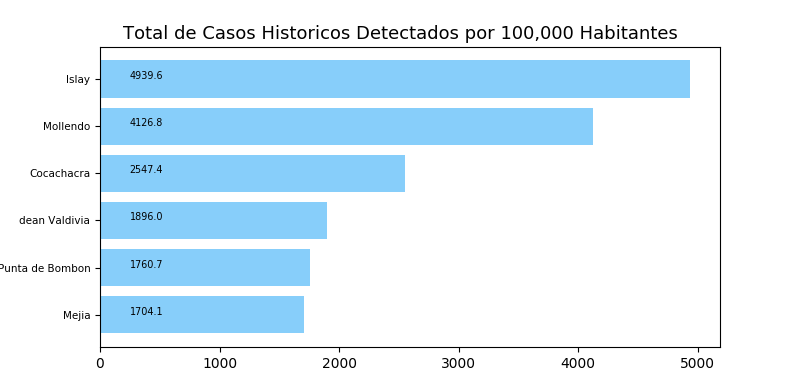 Total de Casos Historicos Detectados por 100,000 Habitantes
Islay 4939.6
Mollendo 4126.8
Cocachacra 2547.4
dean Valdivia 1896.0
Punta de Bombon 1760.7
Mejia 1704.1
0 1000 2000 3000 4000 5000